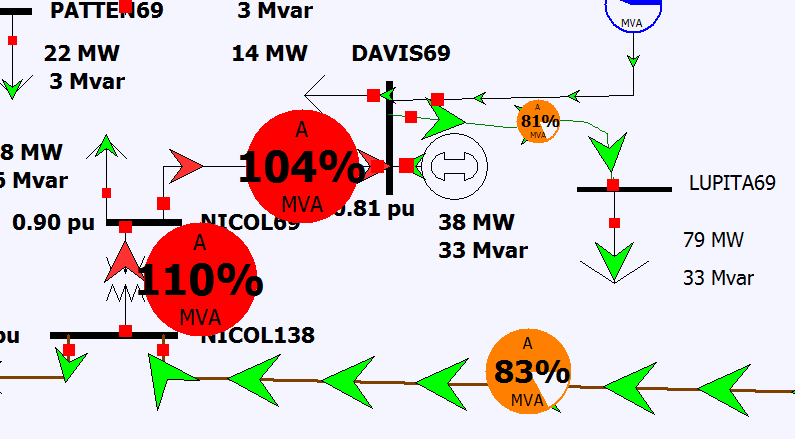 PATTEN69
3 Mvar
MVA
22 MW
14 MW
DAVIS69
3 Mvar
A
81%
MVA
A
104%
MVA
8 MW
Mvar
LUPITA69
0.90 pu
NICOL69
.81 pu
38 MW
33 Mvar
79 MW
33 Mvar
A
110%
MVA
pu
NICOL138
A
83%
MVA